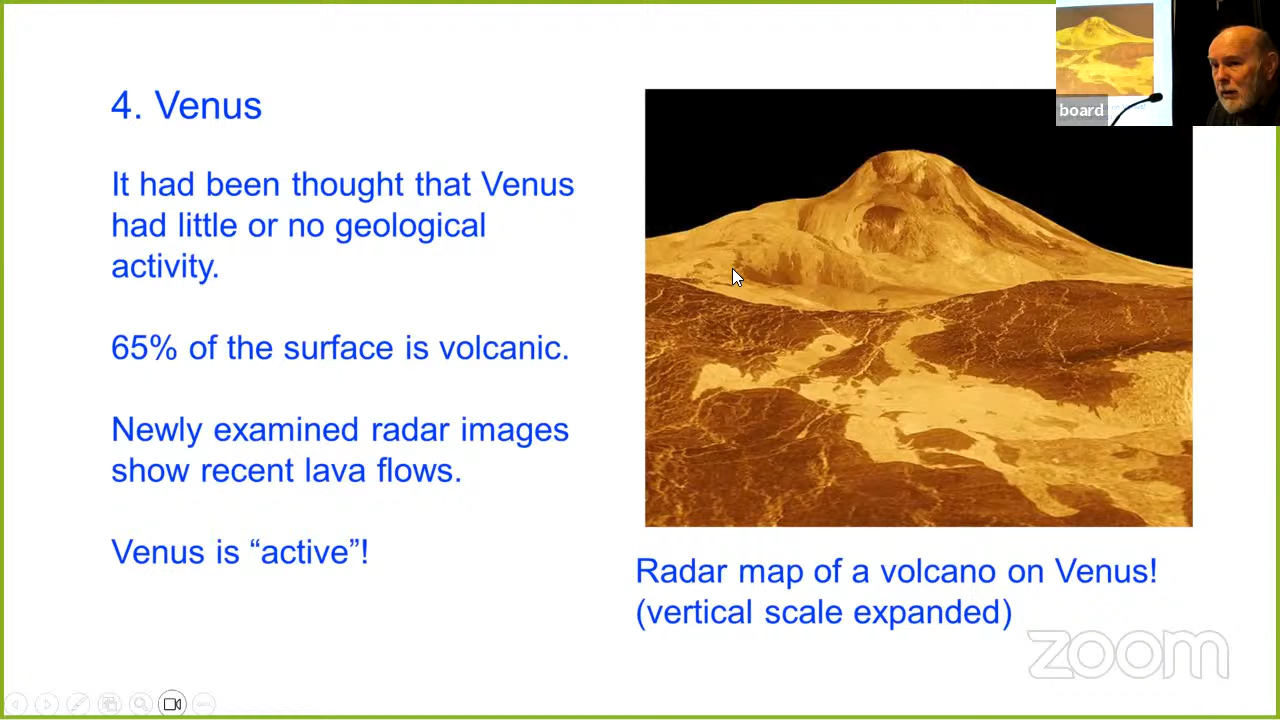 4. Venus
It had been thought that Venus
had little or no geological
activity.
65% of the surface is volcanic.
Newly examined radar images
show recent lava flows.
Venus is “active”!
Radar map of a volcano on Venus!
(vertical scale expanded)
board
zoom